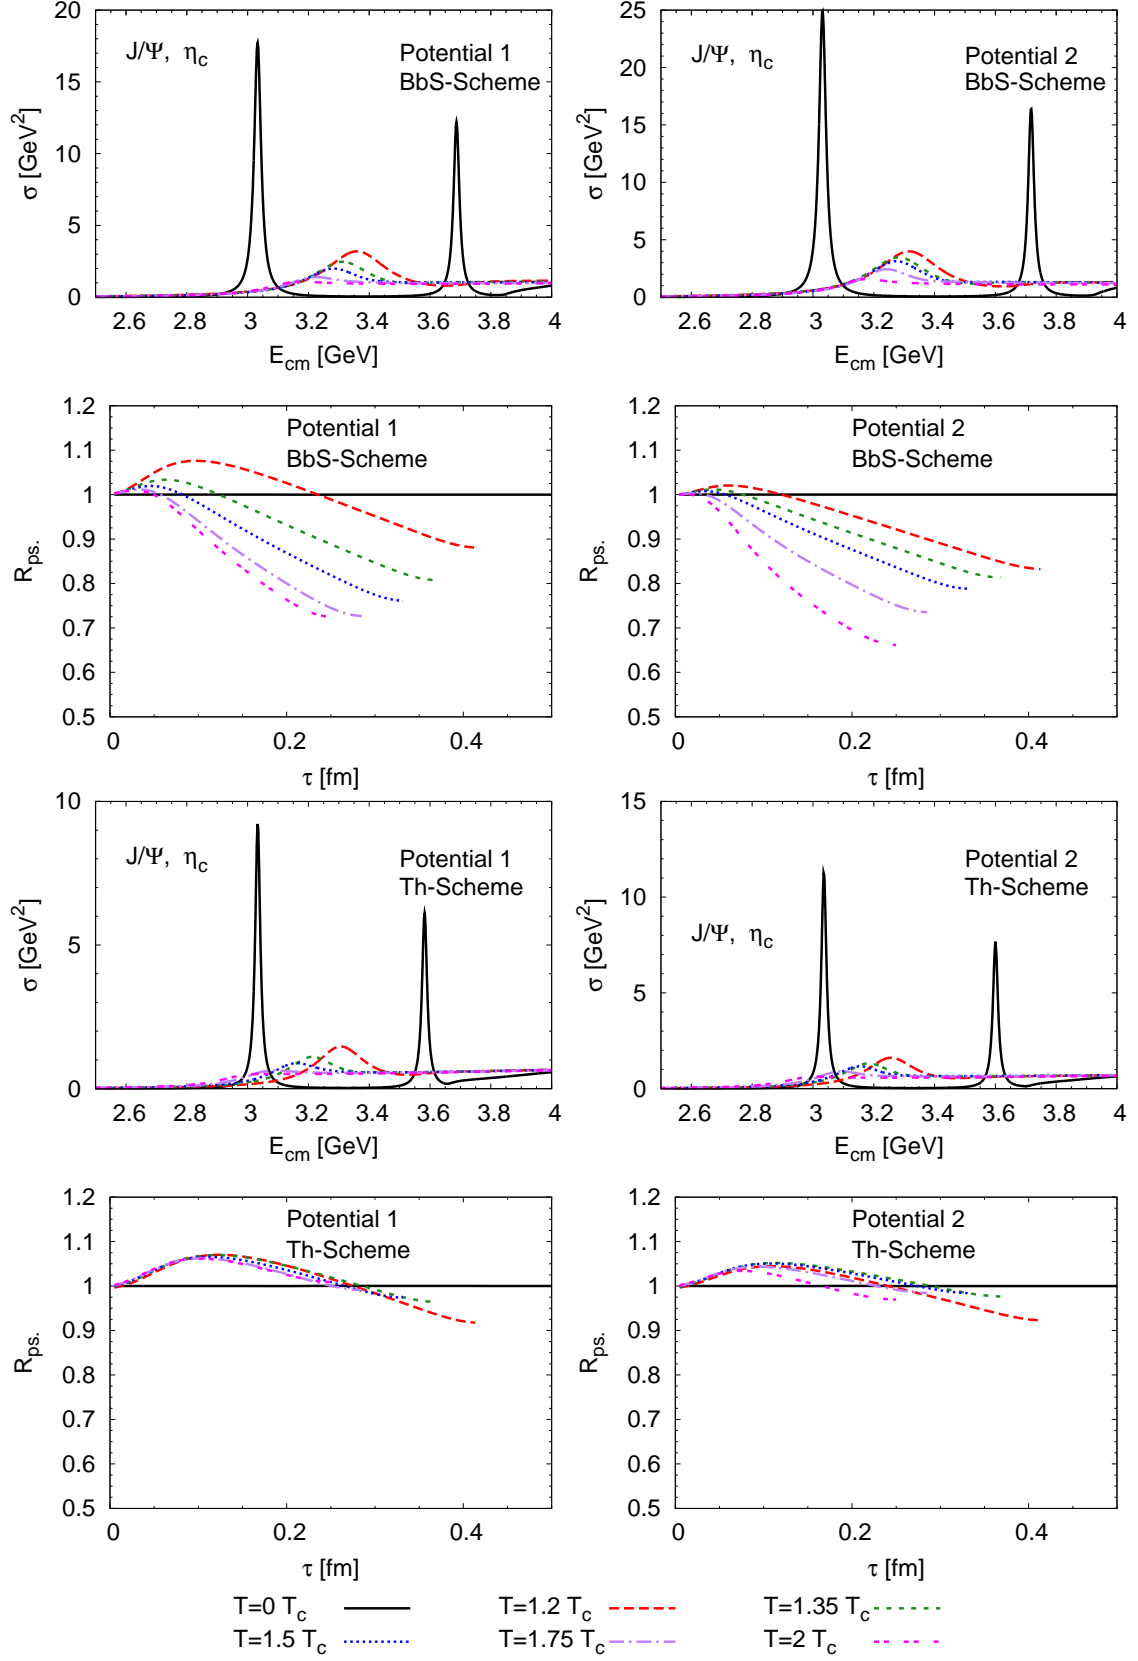 20
15
10
5
0
σ [GeV²]
J/Ψ, η_c
Potential 1
BbS-Scheme
2.6 2.8 3 3.2 3.4 3.6 3.8 4
E_cm [GeV]
25
20
15
10
5
0
σ [GeV²]
J/Ψ, η_c
Potential 2
BbS-Scheme
2.6 2.8 3 3.2 3.4 3.6 3.8 4
E_cm [GeV]
1.2
1.1
1
0.9
0.8
0.7
0.6
0.5
R_ps.
Potential 1
BbS-Scheme
0 0.2 0.4
τ [fm]
1.2
1.1
1
0.9
0.8
0.7
0.6
0.5
R_ps.
Potential 2
BbS-Scheme
0 0.2 0.4
τ [fm]
10
5
0
σ [GeV²]
J/Ψ, η_c
Potential 1
Th-Scheme
2.6 2.8 3 3.2 3.4 3.6 3.8 4
E_cm [GeV]
15
10
5
0
σ [GeV²]
J/Ψ, η_c
Potential 2
Th-Scheme
2.6 2.8 3 3.2 3.4 3.6 3.8 4
E_cm [GeV]
1.2
1.1
1
0.9
0.8
0.7
0.6
0.5
R_ps.
Potential 1
Th-Scheme
0 0.2 0.4
τ [fm]
1.2
1.1
1
0.9
0.8
0.7
0.6
0.5
R_ps.
Potential 2
Th-Scheme
0 0.2 0.4
τ [fm]
T=0 T_c T=1.2 T_c T=1.35 T_c
T=1.5 T_c T=1.75 T_c T=2 T_c